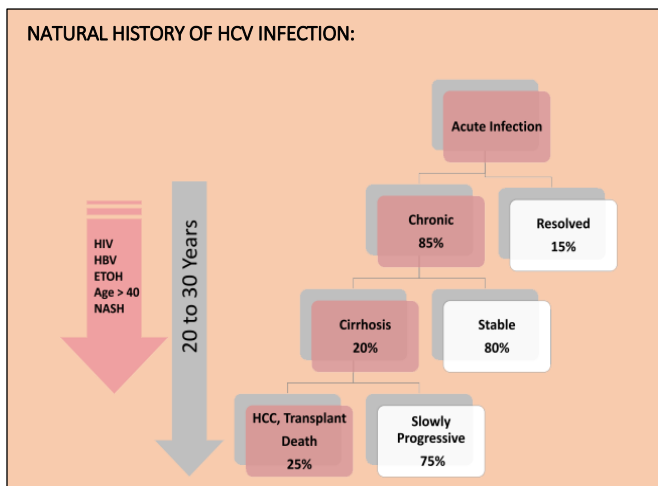 NATURAL HISTORY OF HCV INFECTION:
Acute Infection
Chronic
85%
Resolved
15%
HIV
HBV
ETOH
Age > 40
NASH
20 to 30 Years
Cirrhosis
20%
Stable
80%
HCC, Transplant
Death
25%
Slowly
Progressive
75%